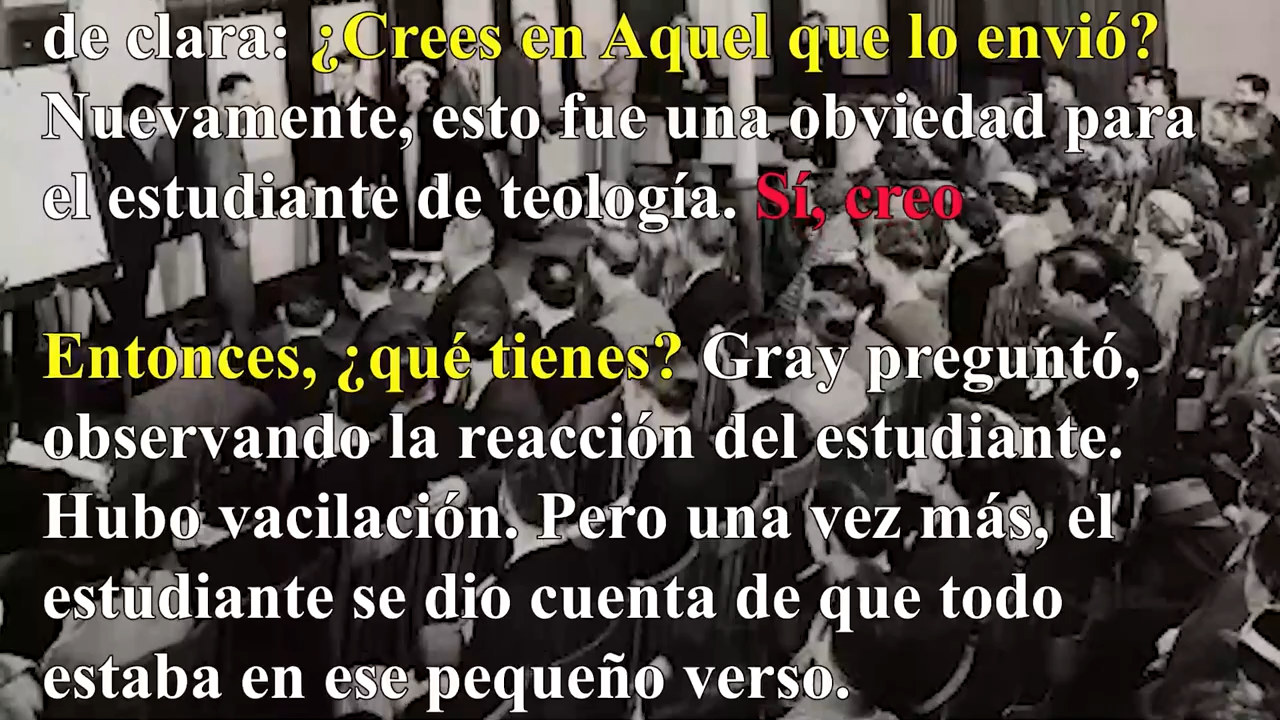 de clara: ¿Crees en Aquel que lo envió?
Nuevamente, esto fue una obviedad para
el estudiante de teología. Sí, creo
Entonces, ¿qué tienes? Gray preguntó,
observando la reacción del estudiante.
Hubo vacilación. Pero una vez más, el
estudiante se dio cuenta de que todo
estaba en ese pequeño verso.